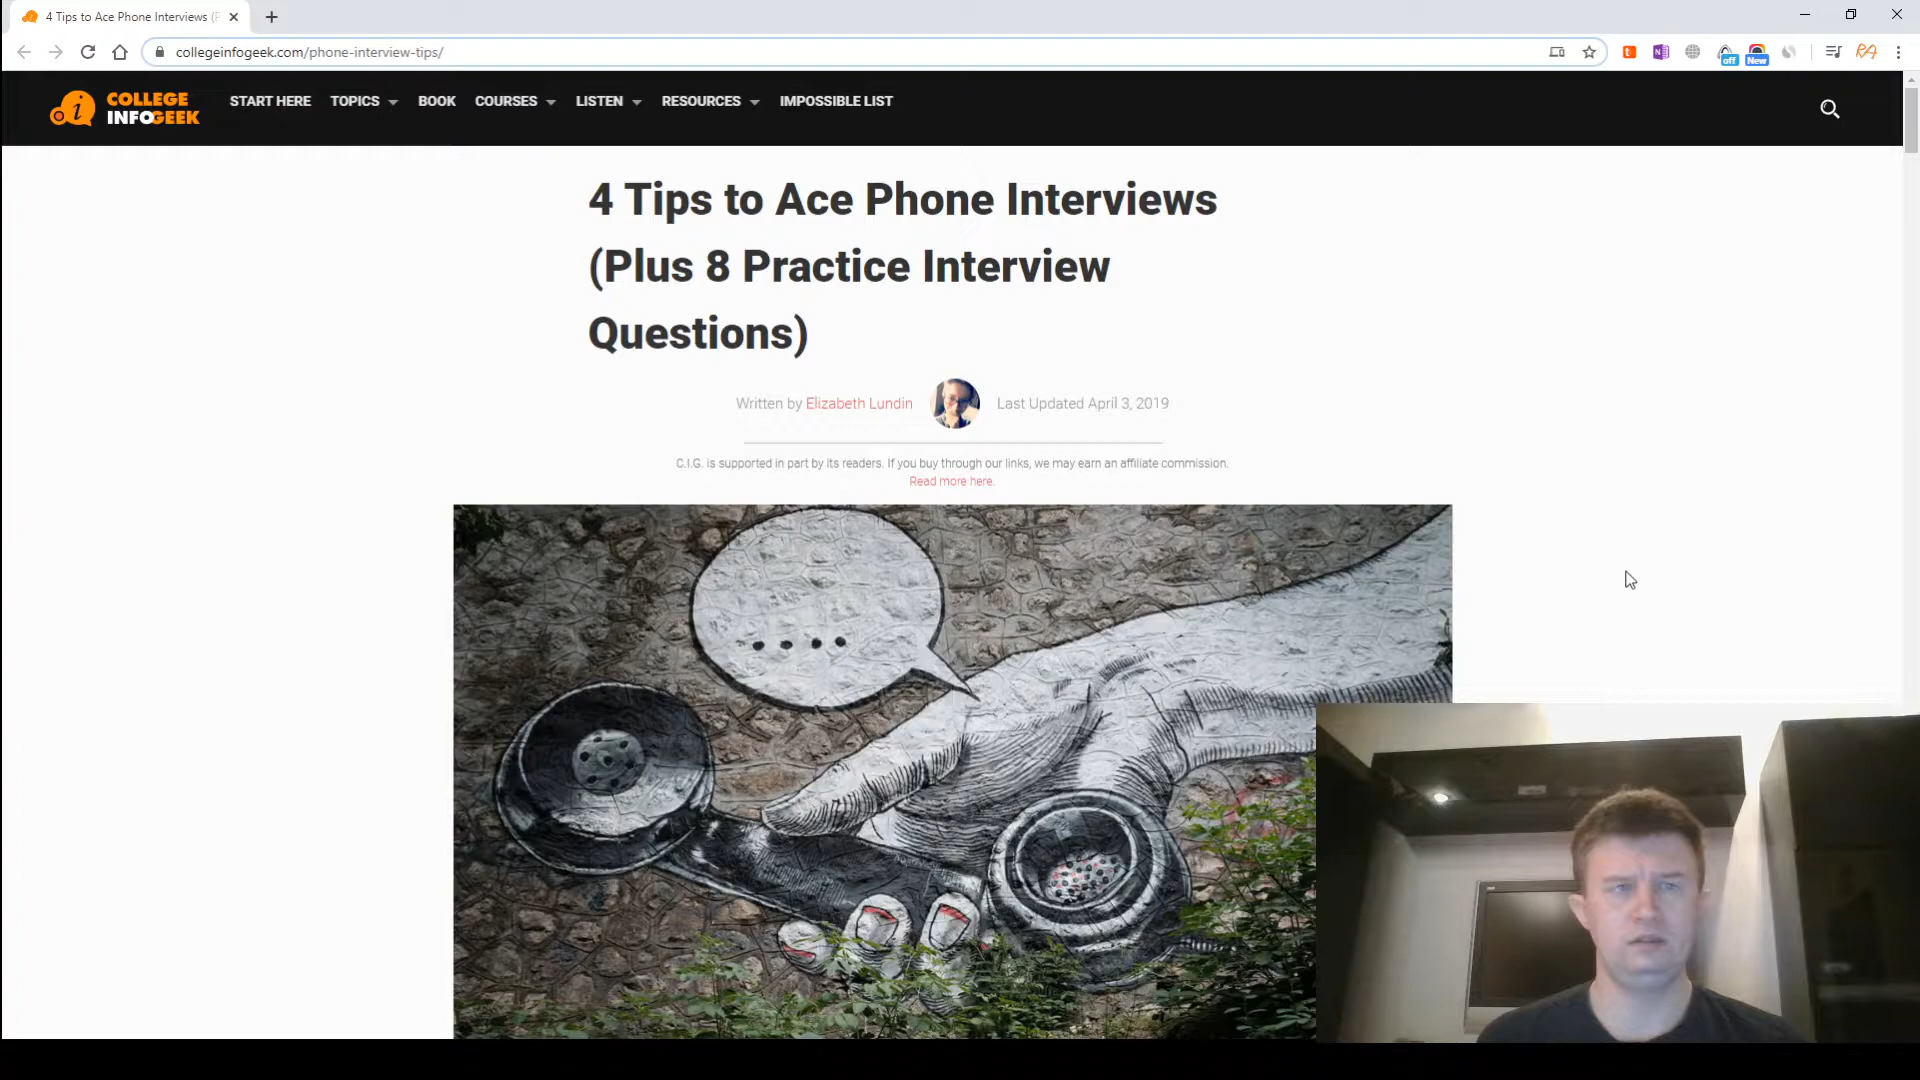 4 Tips to Ace Phone Interviews (P
collegeinfogeek.com/phone-interview-tips/
off
New
COLLEGE
INFOGEEK
START HERE
TOPICS
BOOK
COURSES
LISTEN
RESOURCES
IMPOSSIBLE LIST
4 Tips to Ace Phone Interviews
(Plus 8 Practice Interview
Questions)
Written by Elizabeth Lundin
Last Updated April 3, 2019
C.I.G. is supported in part by its readers. If you buy through our links, we may earn an affiliate commission.
Read more here.